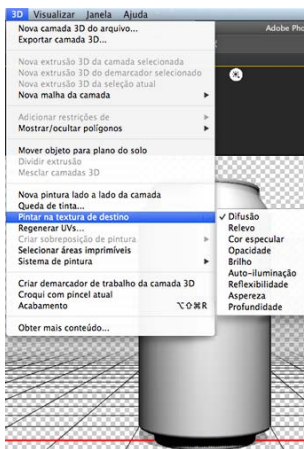 3D Visualizar Janela Ajuda
Adobe Pho
Nova camada 3D do arquivo...
Exportar camada 3D...
Nova extrusão 3D da camada selecionada
Nova extrusão 3D do demarcador selecionado
Nova extrusão 3D da seleção atual
Nova malha da camada
Adicionar restrições de
Mostrar/ocultar polígonos
Mover objeto para plano do solo
Dividir extrusão
Mesclar camadas 3D
Nova pintura lado a lado da camada
Queda de tinta...
Pintar na textura de destino
Regenerar UVs...
Criar sobreposição de pintura
Selecionar áreas imprimíveis
Sistema de pintura
Criar demarcador de trabalho da camada 3D
Croqui com pincel atual
Acabamento ⌥⇧⌘R
Obter mais conteúdo...
✓ Difusão
Relevo
Cor especular
Opacidade
Brilho
Auto-iluminação
Reflexibilidade
Aspereza
Profundidade